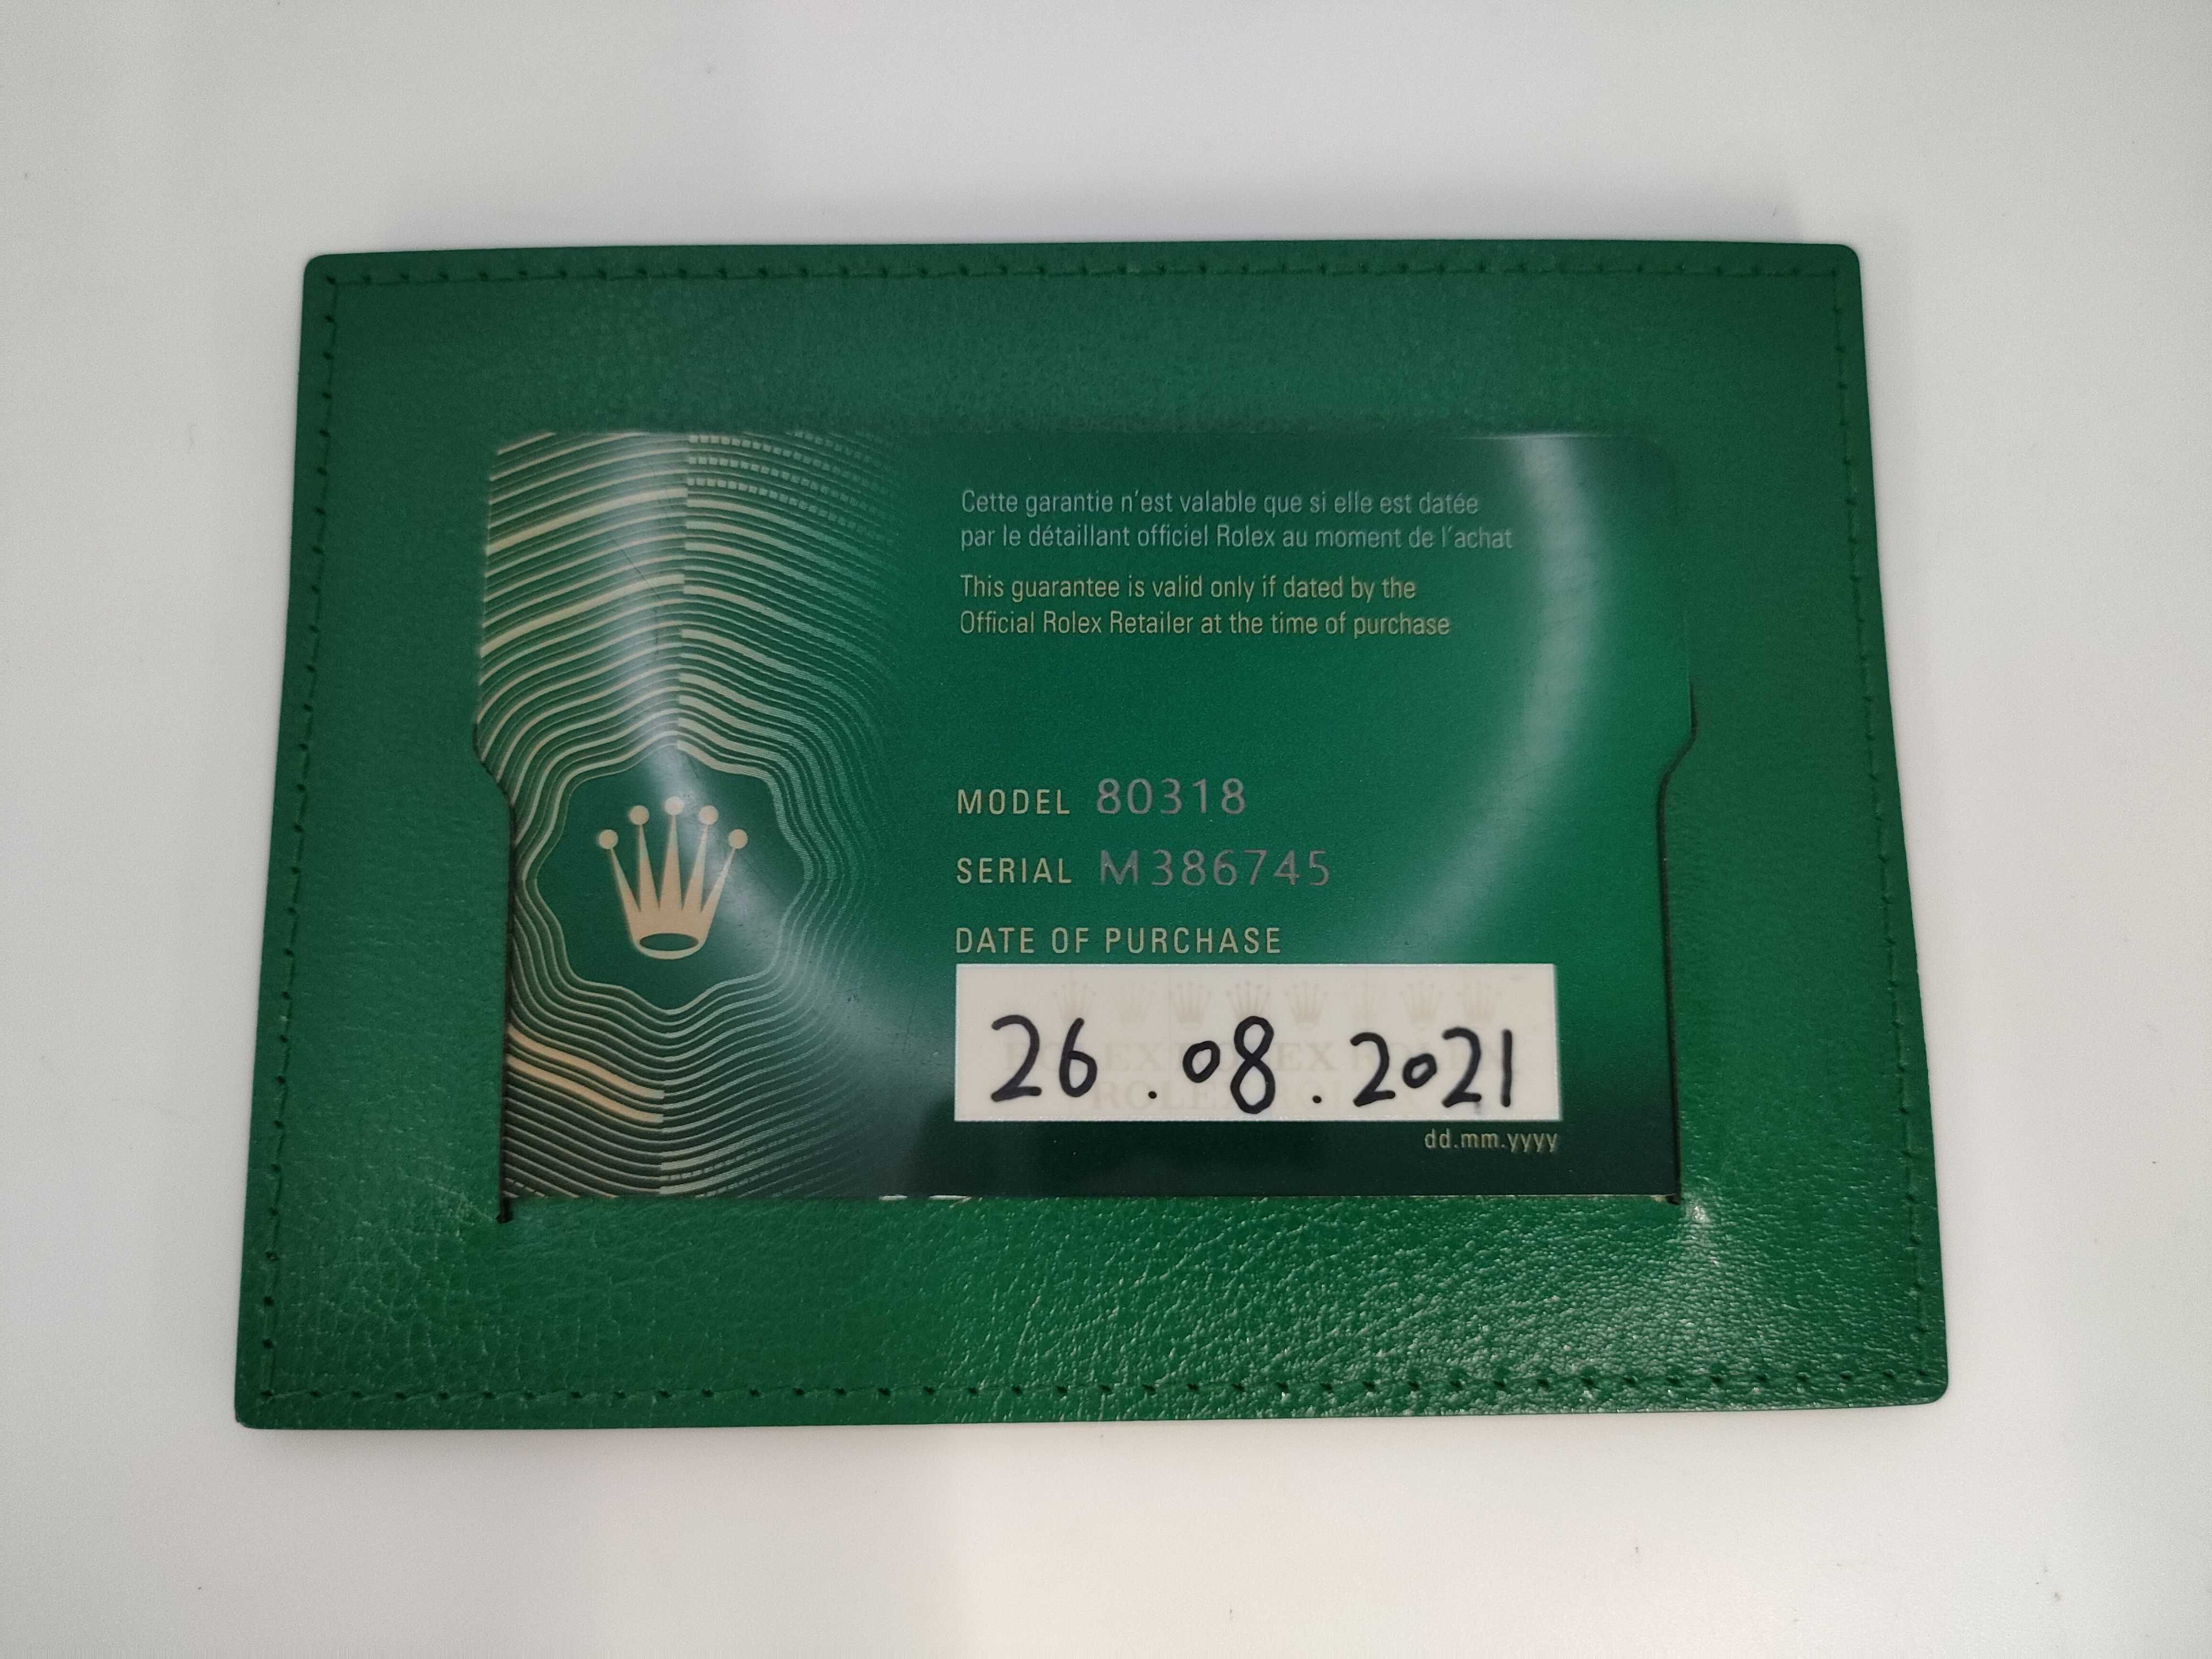 Cette garantie n'est valable que si elle est datée
par le détaillant officiel Rolex au moment de l'achat
This guarantee is valid only if dated by the
Official Rolex Retailer at the time of purchase
MODEL 80318
SERIAL M386745
DATE OF PURCHASE
26.08.2021
dd.mm.yyyy